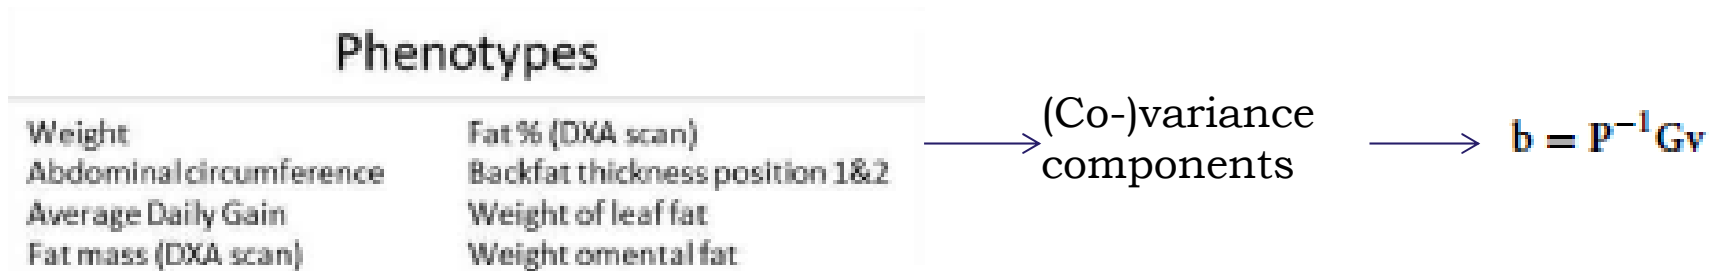 Phenotypes
Weight
Abdominal circumference
Average Daily Gain
Fat mass (DXA scan)
Fat % (DXA scan)
Backfat thickness position 1&2
Weight of leaf fat
Weight omental fat
(Co-)variance
components
b = P⁻¹Gv